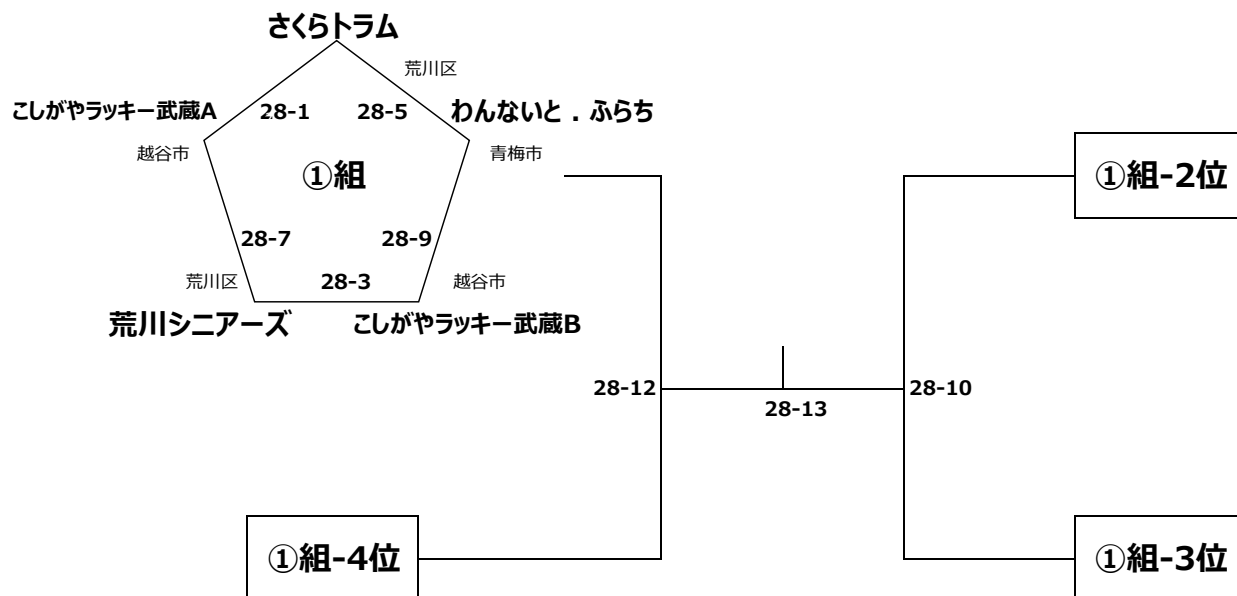 さくらトラム
荒川区
こしがやラッキー武蔵A
28-1
28-5
わんないと．ふらち
越谷市
青梅市
①組
①組-2位
28-7
28-9
荒川区
28-3
越谷市
荒川シニアーズ
こしがやラッキー武蔵B
28-12
28-10
28-13
①組-4位
①組-3位